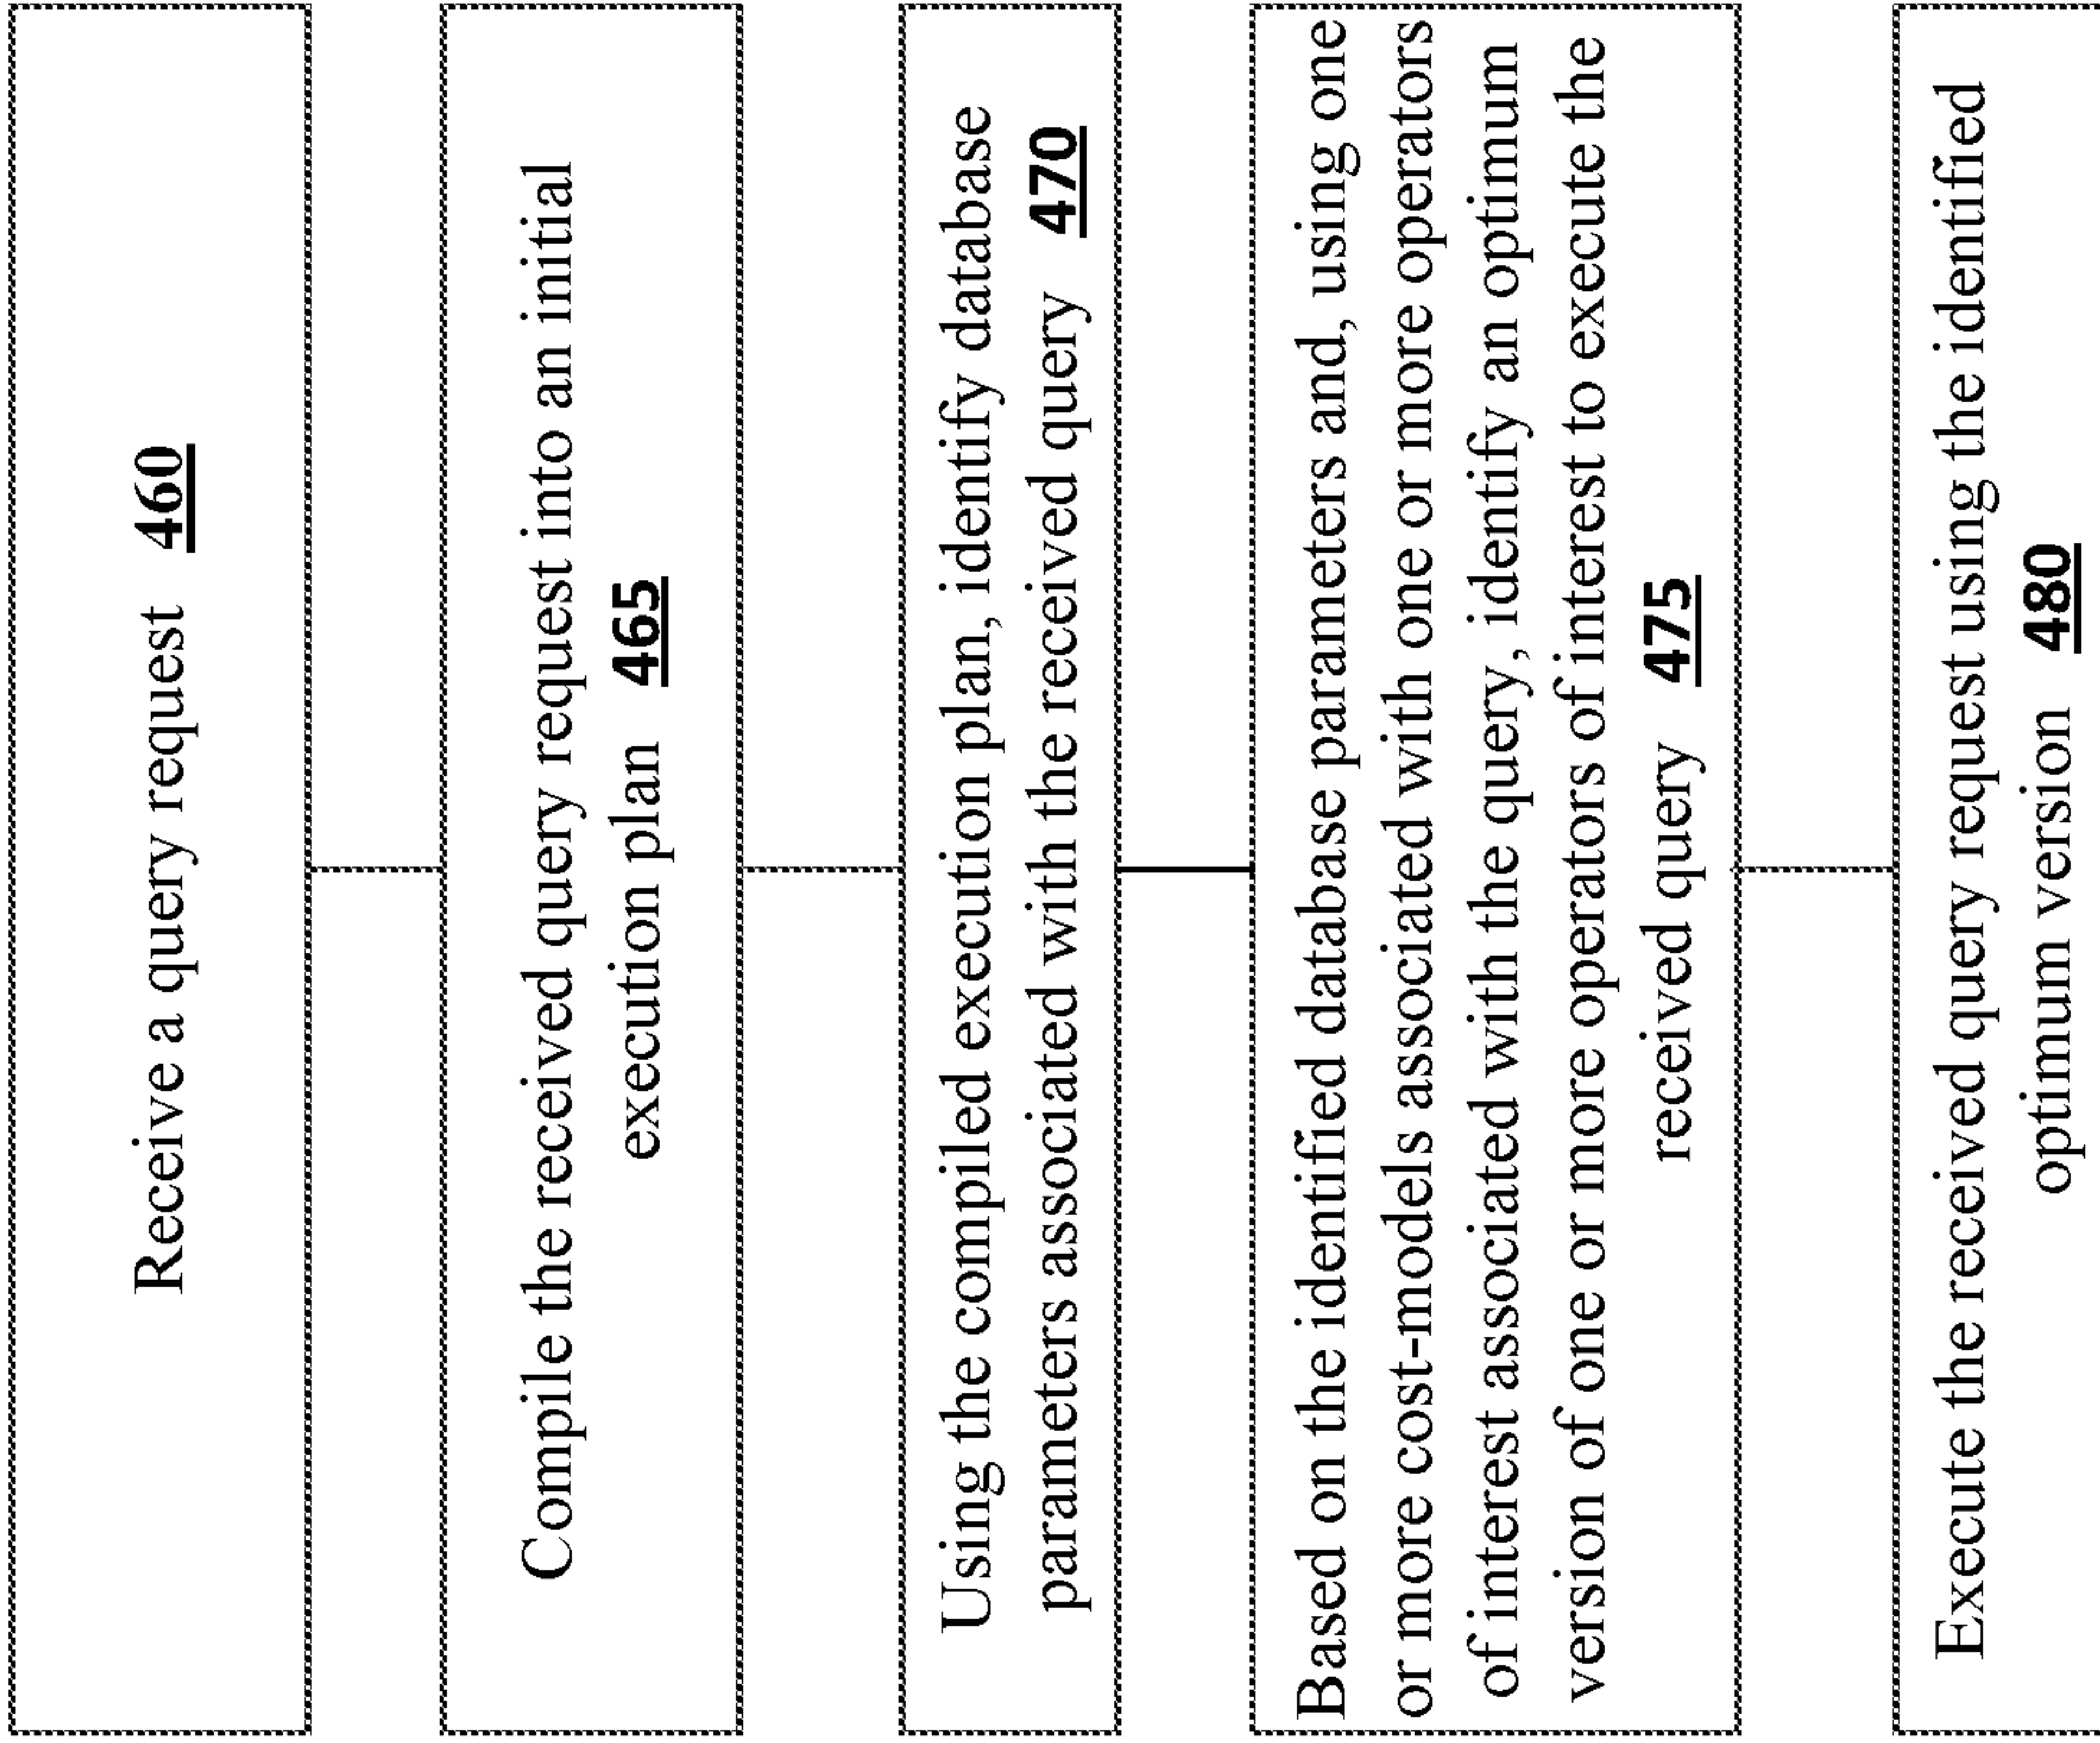 Receive a query request 460
Compile the received query request into an initial
execution plan 465
Using the compiled execution plan, identify database
parameters associated with the received query 470
Based on the identified database parameters and, using one
or more cost-models associated with one or more operators
of interest associated with the query, identify an optimum
version of one or more operators of interest to execute the
received query 475
Execute the received query request using the identified
optimum version 480